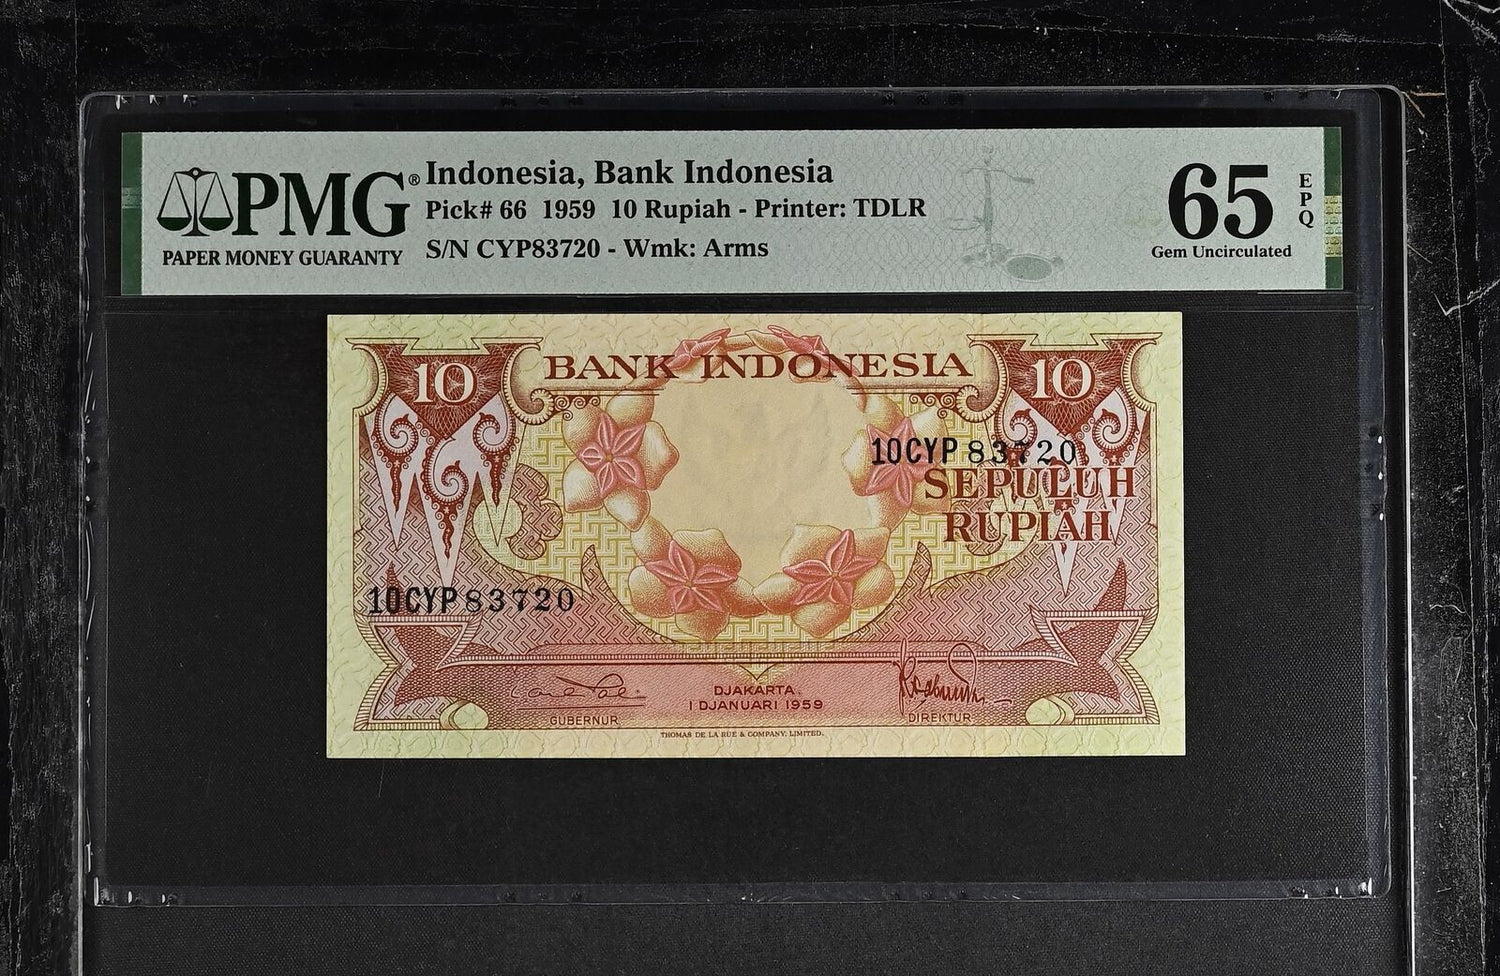 PMG®
PAPER MONEY GUARANTY
Indonesia, Bank Indonesia
Pick# 66 1959 10 Rupiah - Printer: TDLR
S/N CYP83720 - Wmk: Arms
65
EPQ
Gem Uncirculated
10
BANK INDONESIA
10
10CYP83720
SEPULUH
RUPIAH
10CYP83720
DJAKARTA,
1 DJANUARI 1959
GUBERNUR
DIREKTUR
THOMAS DE LA RUE & COMPANY, LIMITED.